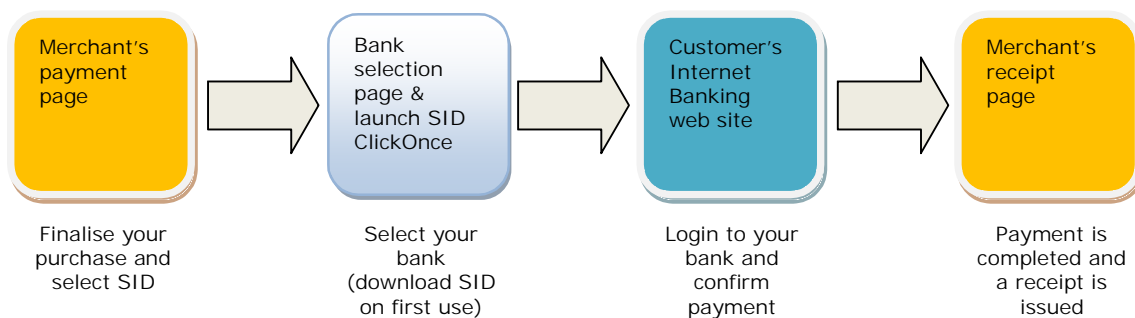 Merchant's
payment
page
Bank
selection
page &
launch SID
ClickOnce
Customer's
Internet
Banking
web site
Merchant's
receipt
page
Finalise your
purchase and
select SID
Select your
bank
(download SID
on first use)
Login to your
bank and
confirm
payment
Payment is
completed and
a receipt is
issued